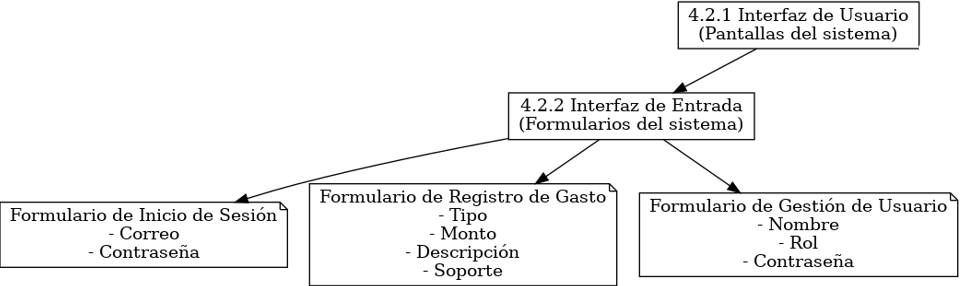 4.2.1 Interfaz de Usuario
(Pantallas del sistema)
4.2.2 Interfaz de Entrada
(Formularios del sistema)
Formulario de Inicio de Sesión
- Correo
- Contraseña
Formulario de Registro de Gasto
- Tipo
- Monto
- Descripción
- Soporte
Formulario de Gestión de Usuario
- Nombre
- Rol
- Contraseña